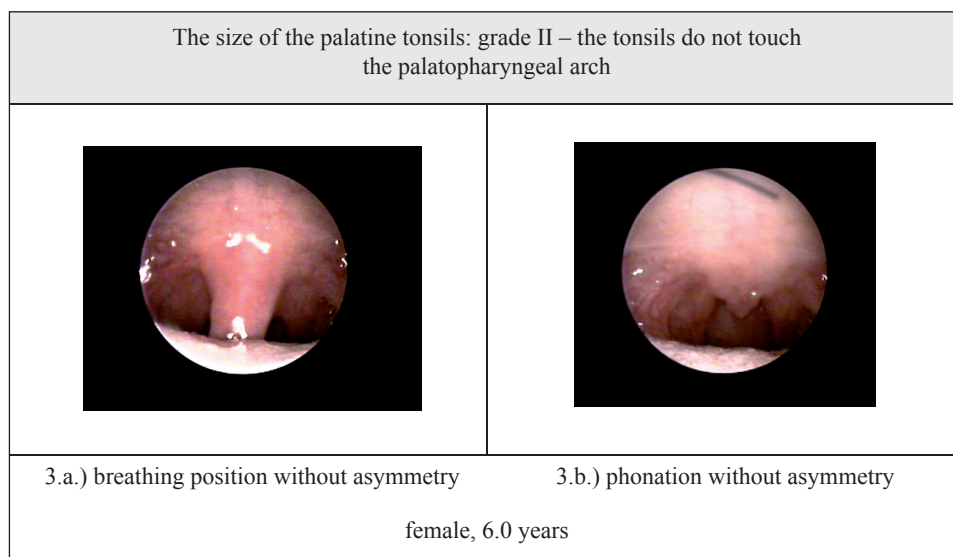 The size of the palatine tonsils: grade II – the tonsils do not touch
the palatopharyngeal arch
3.a.) breathing position without asymmetry
3.b.) phonation without asymmetry
female, 6.0 years